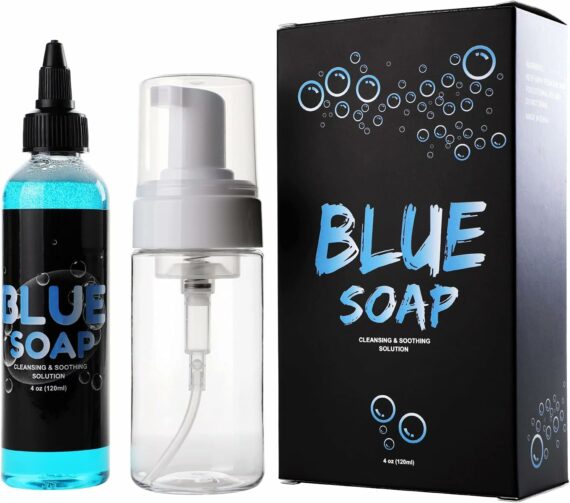 BLUE
SOAP
CLEANSING & SOOTHING
SOLUTION
4 oz (120ml)
BLUE
SOAP
CLEANSING & SOOTHING
SOLUTION
4 oz (120ml)